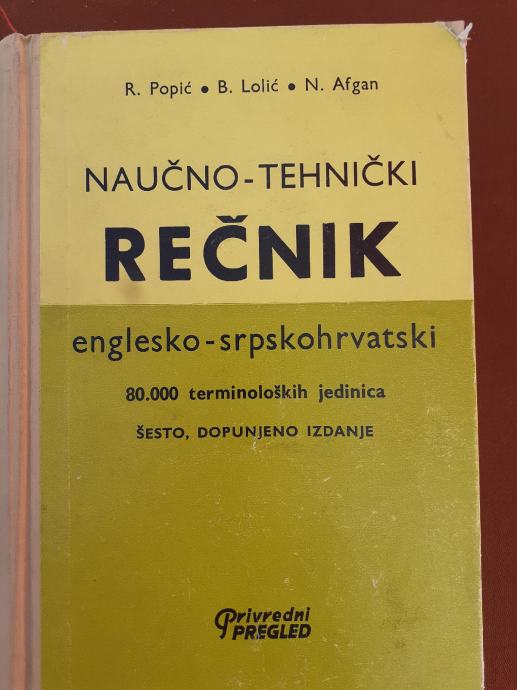 R. Popić • B. Lolić • N. Afgan
NAUČNO-TEHNIČKI
REČNIK
englesko-srpskohrvatski
80.000 terminoloških jedinica
ŠESTO, DOPUNJENO IZDANJE
Privredni
PREGLED